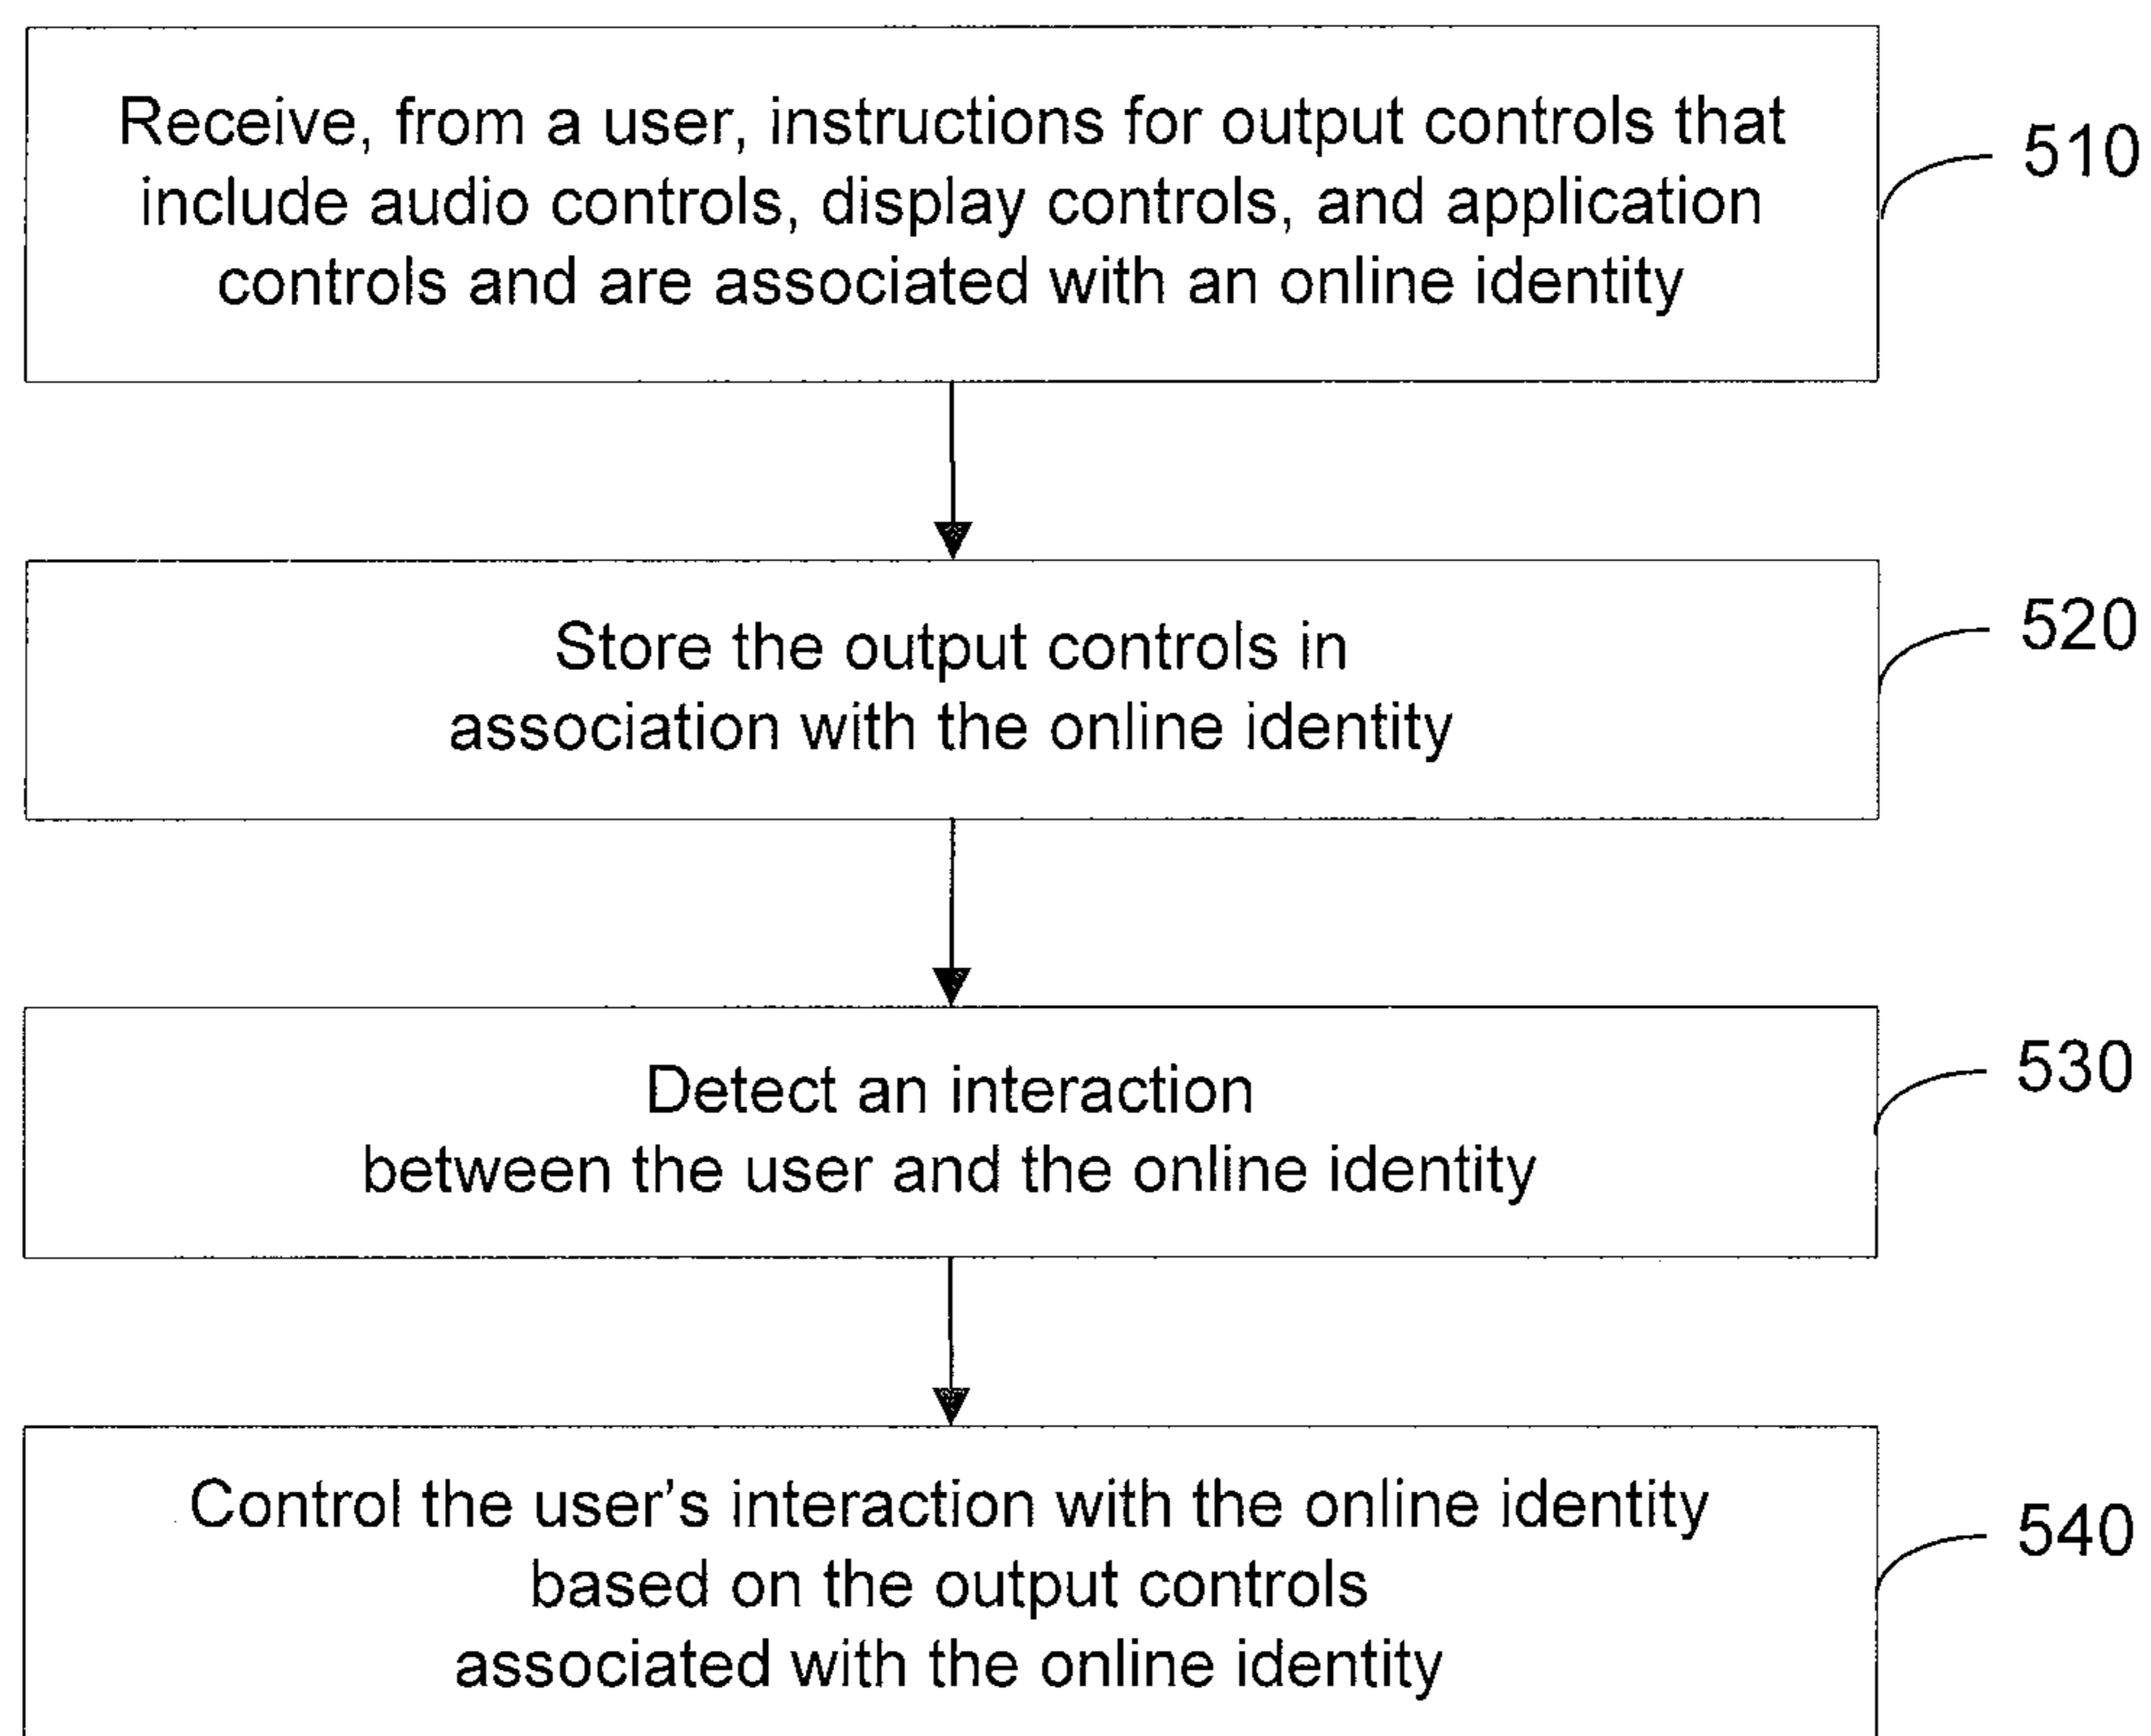 Receive, from a user, instructions for output controls that
include audio controls, display controls, and application
controls and are associated with an online identity
510
Store the output controls in
association with the online identity
520
Detect an interaction
between the user and the online identity
530
Control the user's interaction with the online identity
based on the output controls
associated with the online identity
540